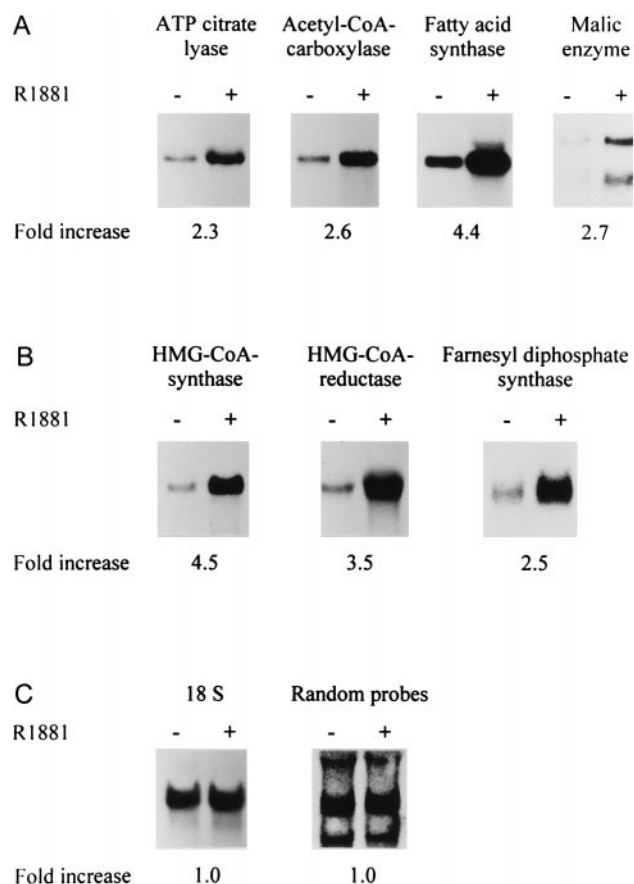 A
ATP citrate lyase
Acetyl-CoA-carboxylase
Fatty acid synthase
Malic enzyme
R1881
- + - + - + - +
Fold increase 2.3 2.6 4.4 2.7
B
HMG-CoA-synthase
HMG-CoA-reductase
Farnesyl diphosphate synthase
R1881
- + - + - +
Fold increase 4.5 3.5 2.5
C
18 S
Random probes
R1881
- + - +
Fold increase 1.0 1.0